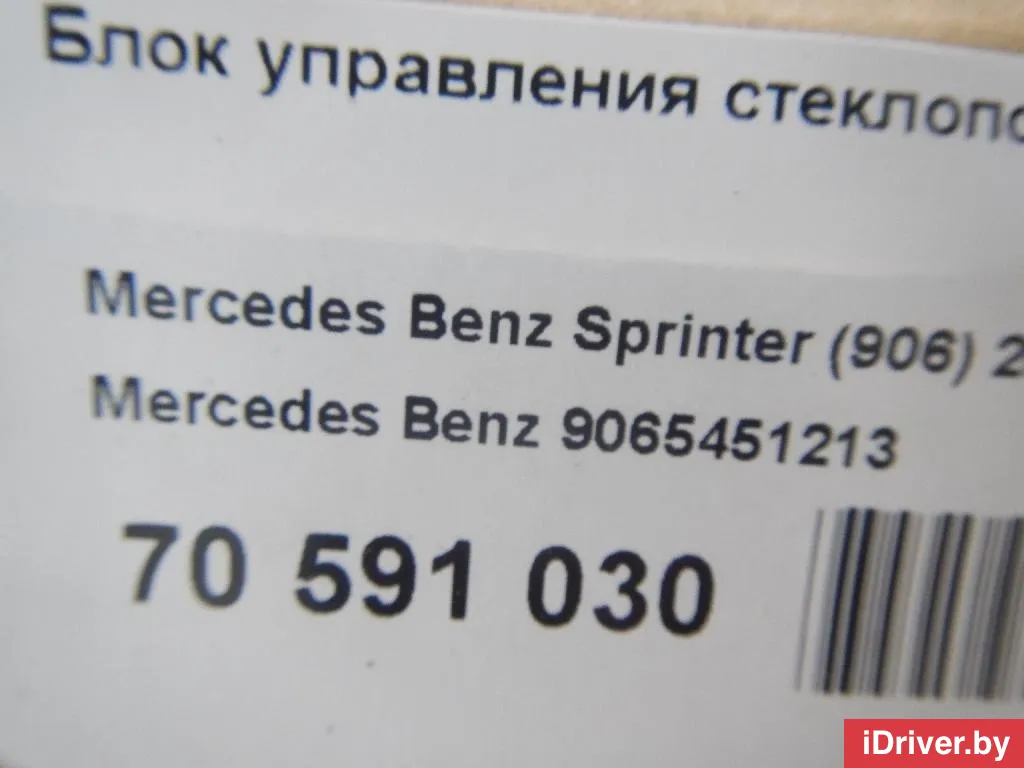 Блок управления стеклопо
Mercedes Benz Sprinter (906) 2
Mercedes Benz 9065451213
70 591 030
iDriver.by